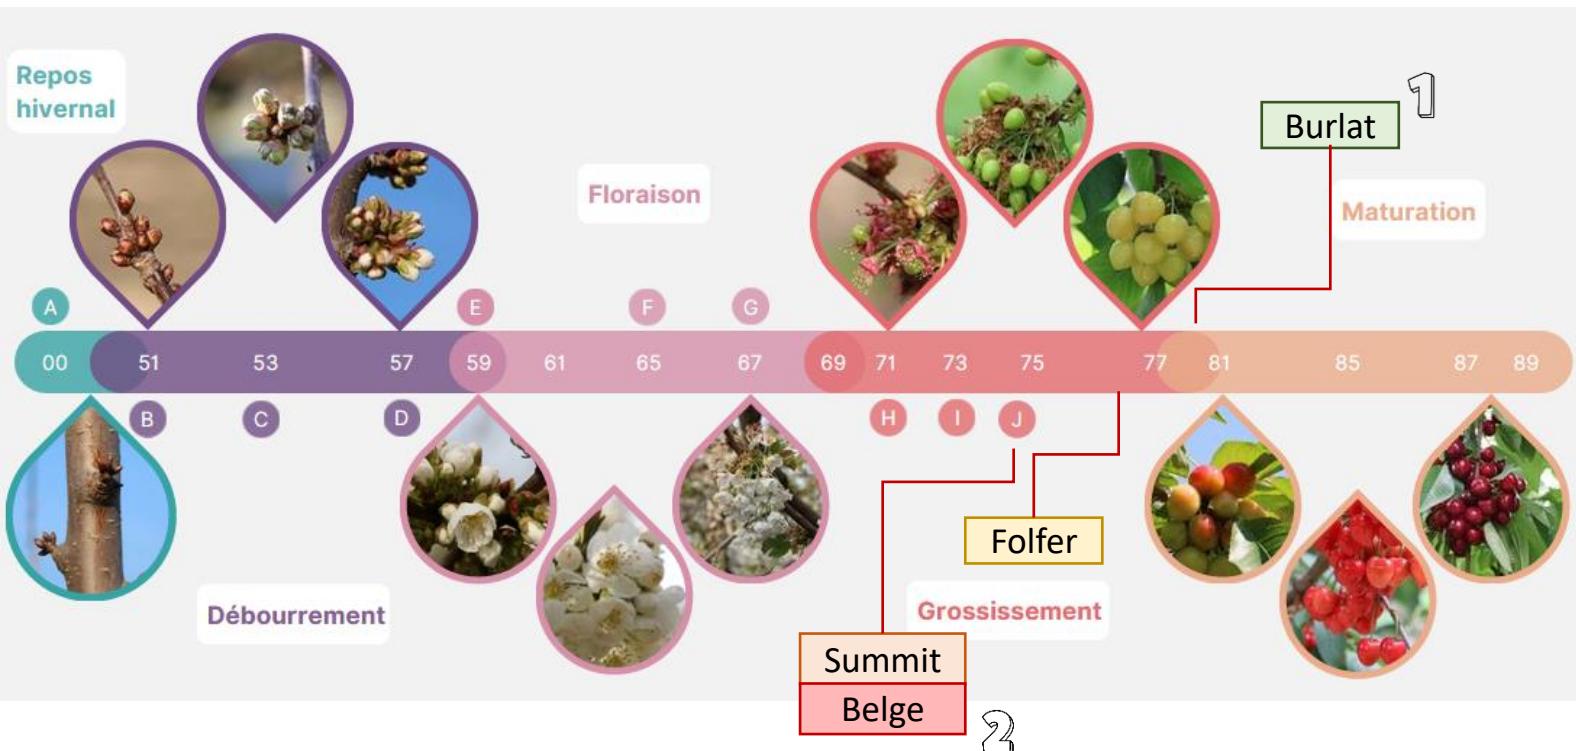 Repos
hivernal
1
Burlat
Floraison
Maturation
A
E
F
G
00
51
53
57
59
61
65
67
69
71
73
75
77
81
85
87
89
B
C
D
H
I
J
Folfer
Débourrement
Grossissement
Summit
Belge
2